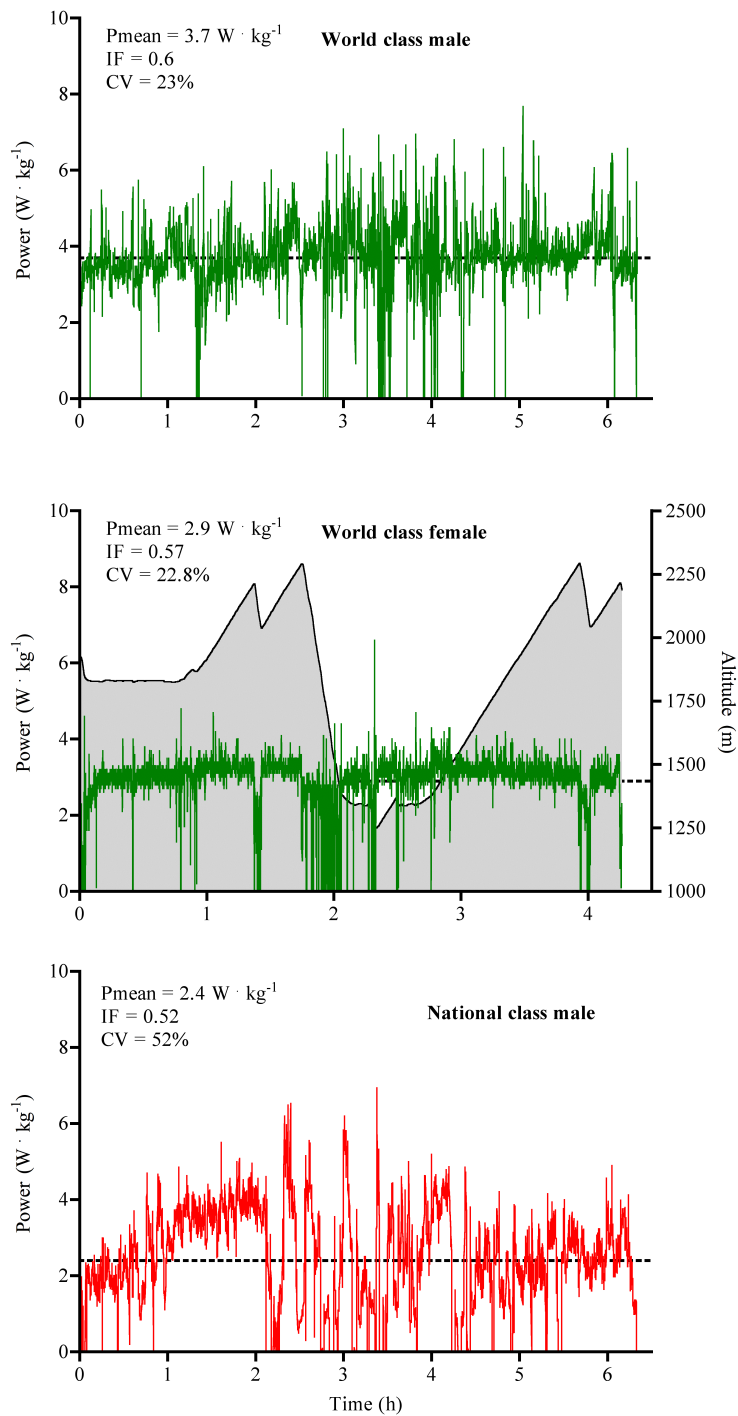 10
8
6
4
2
0
Power (W · kg-1)
Pmean = 3.7 W · kg-1
IF = 0.6
CV = 23%
World class male
0 1 2 3 4 5 6
10
8
6
4
2
0
Power (W · kg-1)
Pmean = 2.9 W · kg-1
IF = 0.57
CV = 22.8%
World class female
2500
2250
2000
1750
1500
1250
1000
Altitude (m)
0 1 2 3 4
10
8
6
4
2
0
Power (W · kg-1)
Pmean = 2.4 W · kg-1
IF = 0.52
CV = 52%
National class male
0 1 2 3 4 5 6
Time (h)